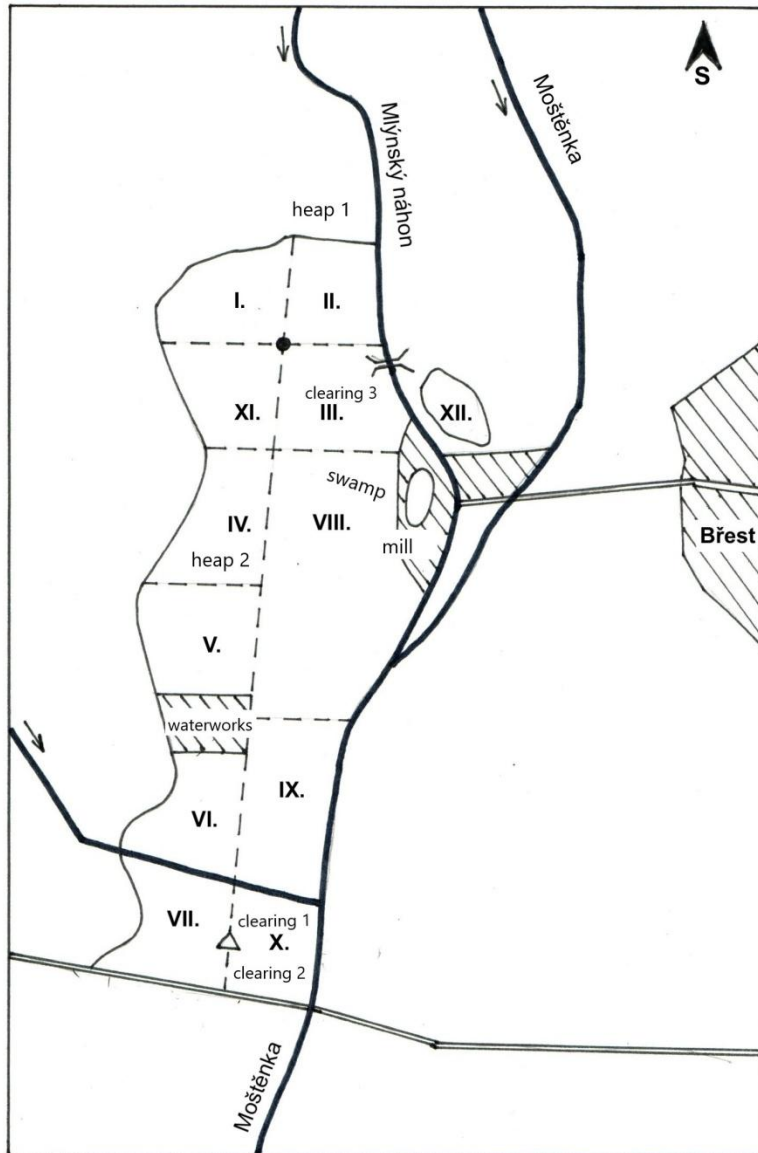 S
Mlýnský náhon
Moštěnka
heap 1
I.
II.
clearing 3
XI.
III.
XII.
swamp
IV.
VIII.
mill
Břest
heap 2
V.
waterworks
IX.
VI.
VII.
clearing 1
X.
clearing 2
Moštěnka